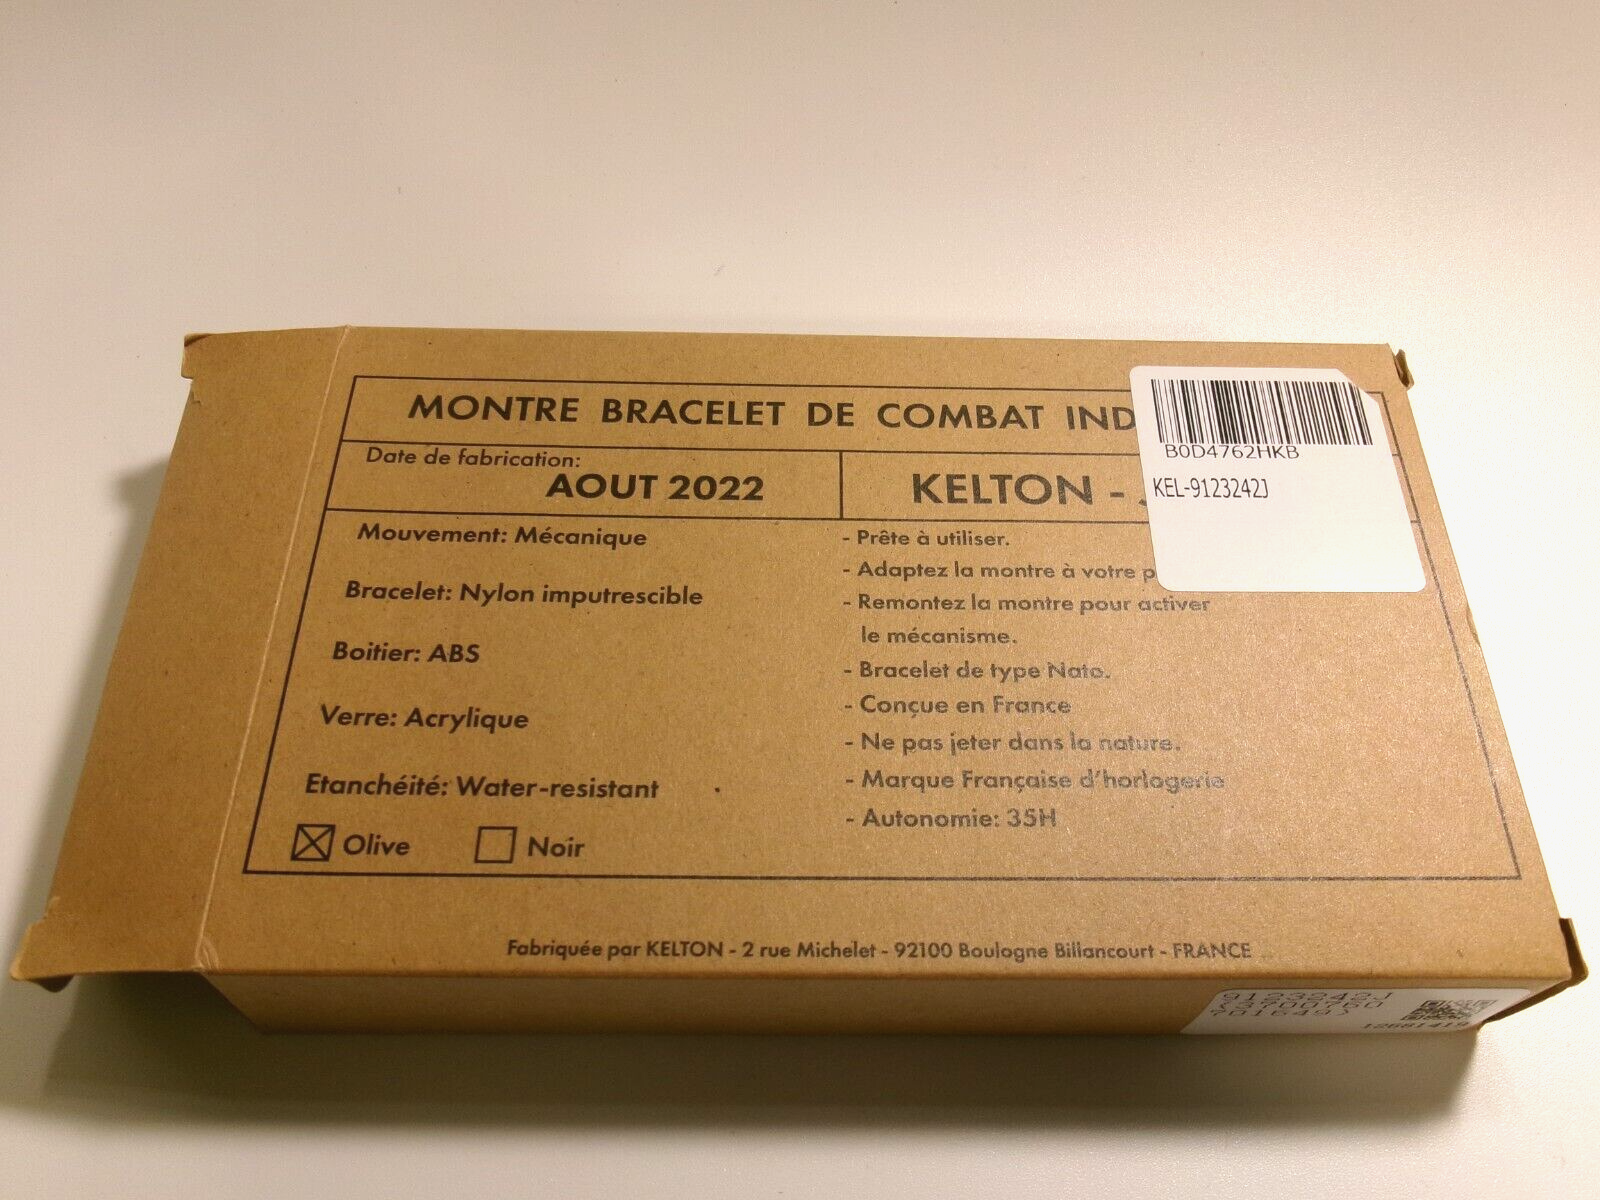 MONTRE BRACELET DE COMBAT IND
Date de fabrication:
AOUT 2022
KELTON -
Mouvement: Mécanique
Bracelet: Nylon imputrescible
Boitier: ABS
Verre: Acrylique
Etanchéité: Water-resistant
Olive Noir
- Prête à utiliser.
- Adaptez la montre à votre p
- Remontez la montre pour activer
le mécanisme.
- Bracelet de type Nato.
- Conçue en France
- Ne pas jeter dans la nature.
- Marque Française d'horlogerie
- Autonomie: 35H
B0D4762HKB
KEL-9123242J
Fabriquée par KELTON - 2 rue Michelet - 92100 Boulogne Billancourt - FRANCE
9123242J
12681419